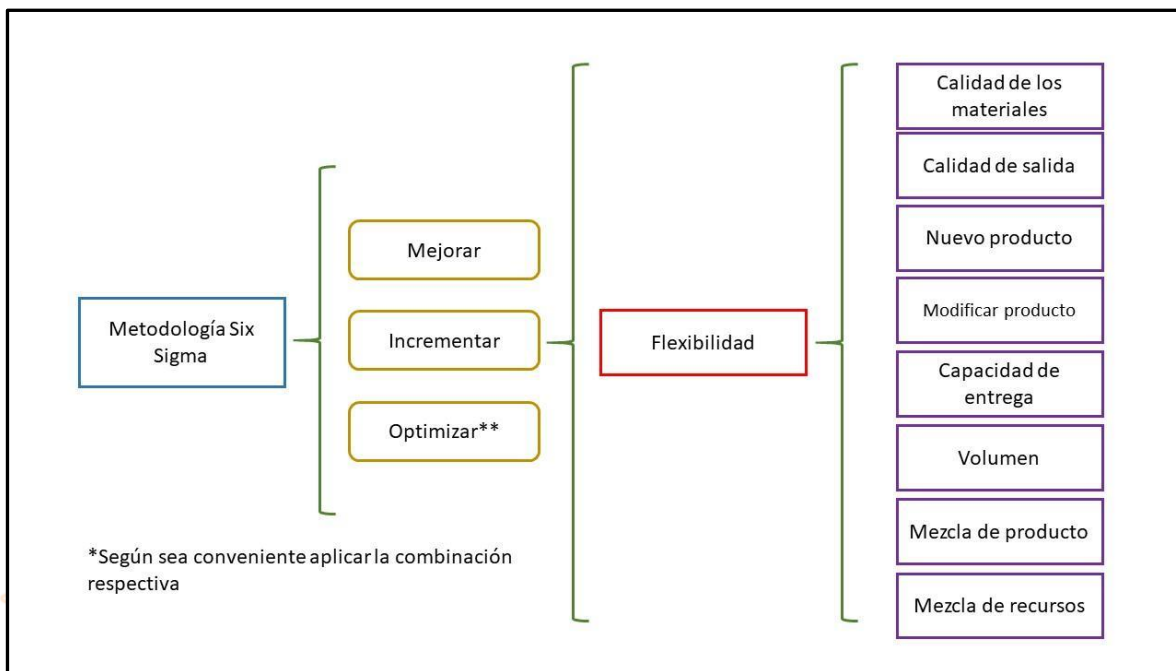 Metodología Six
Sigma
Mejorar
Incrementar
Optimizar**
Flexibilidad
Calidad de los
materiales
Calidad de salida
Nuevo producto
Modificar producto
Capacidad de
entrega
Volumen
Mezcla de producto
Mezcla de recursos
*Según sea conveniente aplicar la combinación
respectiva